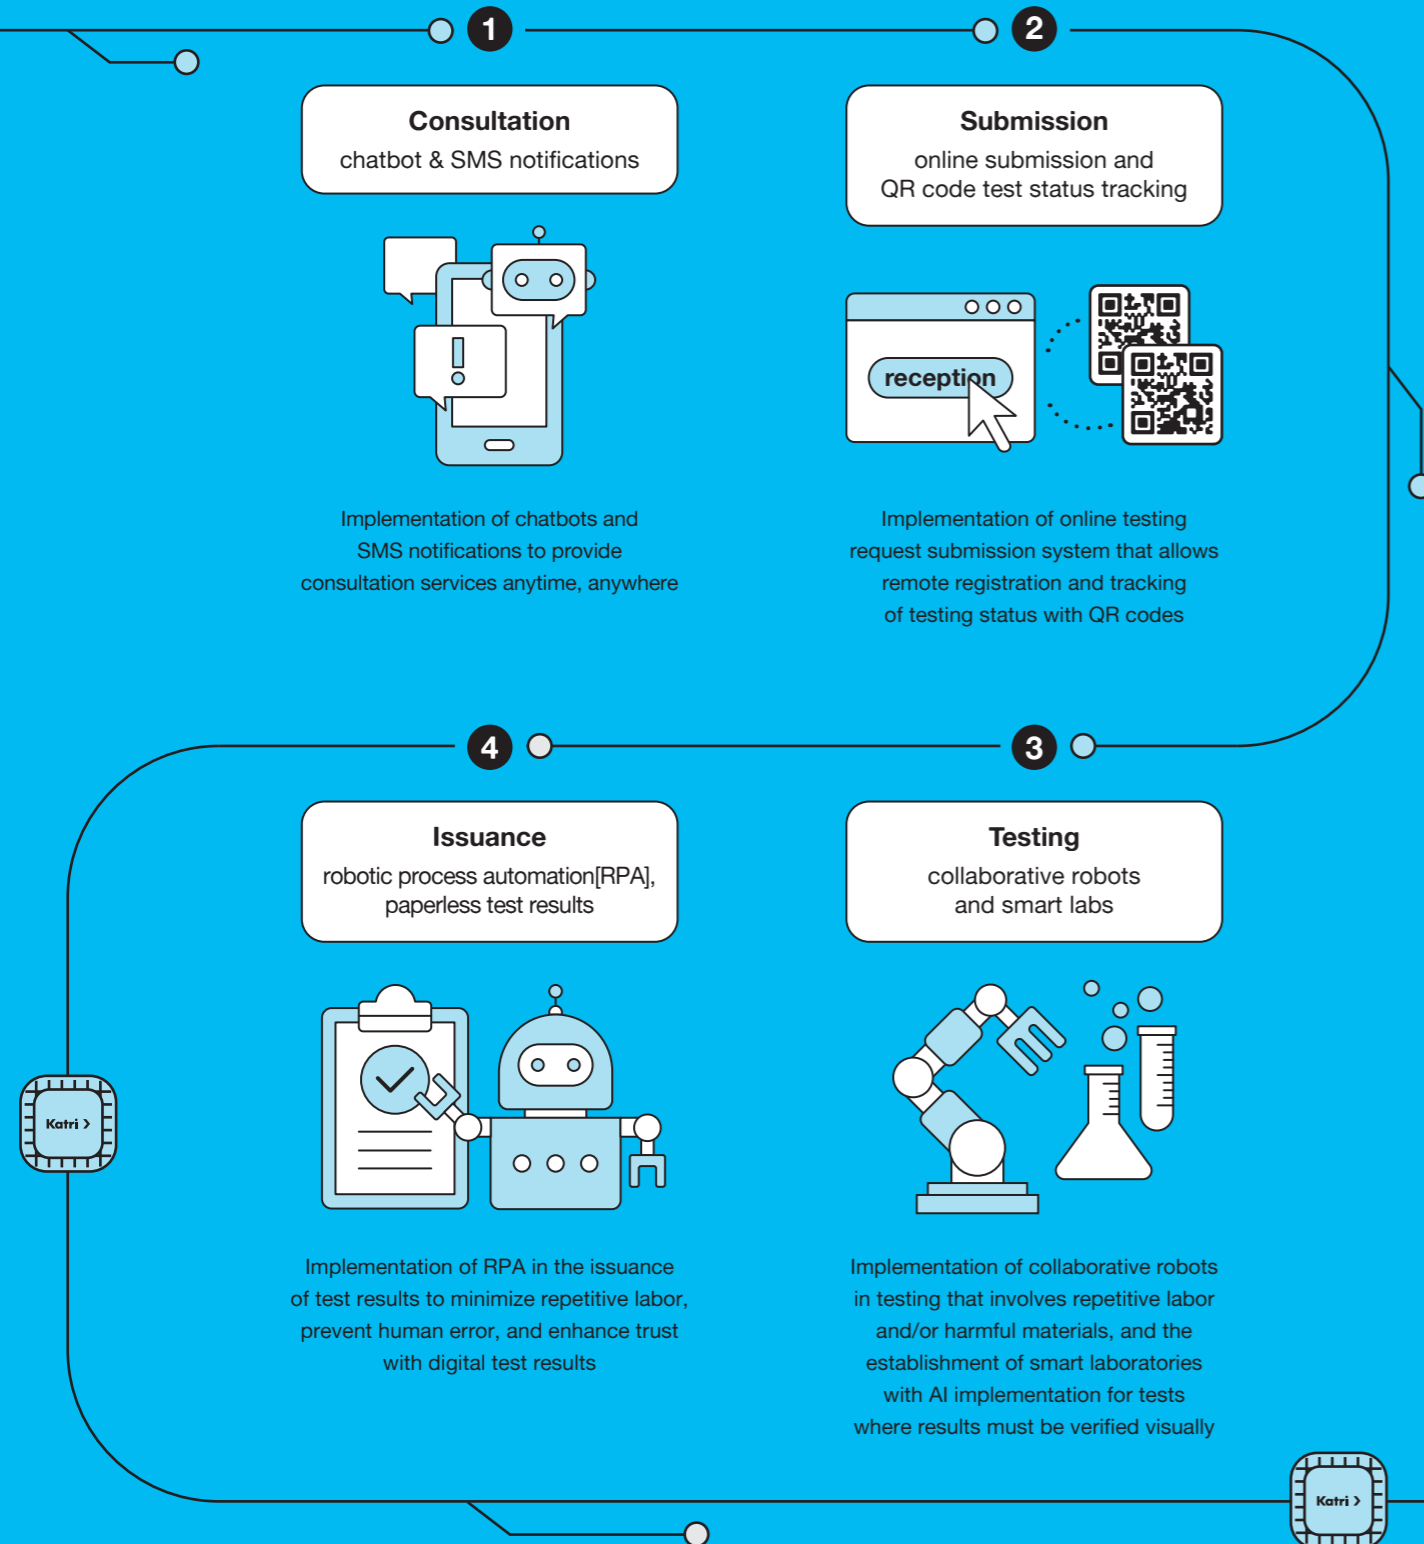 1
Consultation
chatbot & SMS notifications
Implementation of chatbots and
SMS notifications to provide
consultation services anytime, anywhere
2
Submission
online submission and
QR code test status tracking
reception
Implementation of online testing
request submission system that allows
remote registration and tracking
of testing status with QR codes
3
Testing
collaborative robots
and smart labs
Implementation of collaborative robots
in testing that involves repetitive labor
and/or harmful materials, and the
establishment of smart laboratories
with AI implementation for tests
where results must be verified visually
4
Issuance
robotic process automation[RPA],
paperless test results
Implementation of RPA in the issuance
of test results to minimize repetitive labor,
prevent human error, and enhance trust
with digital test results
Katri >
Katri >